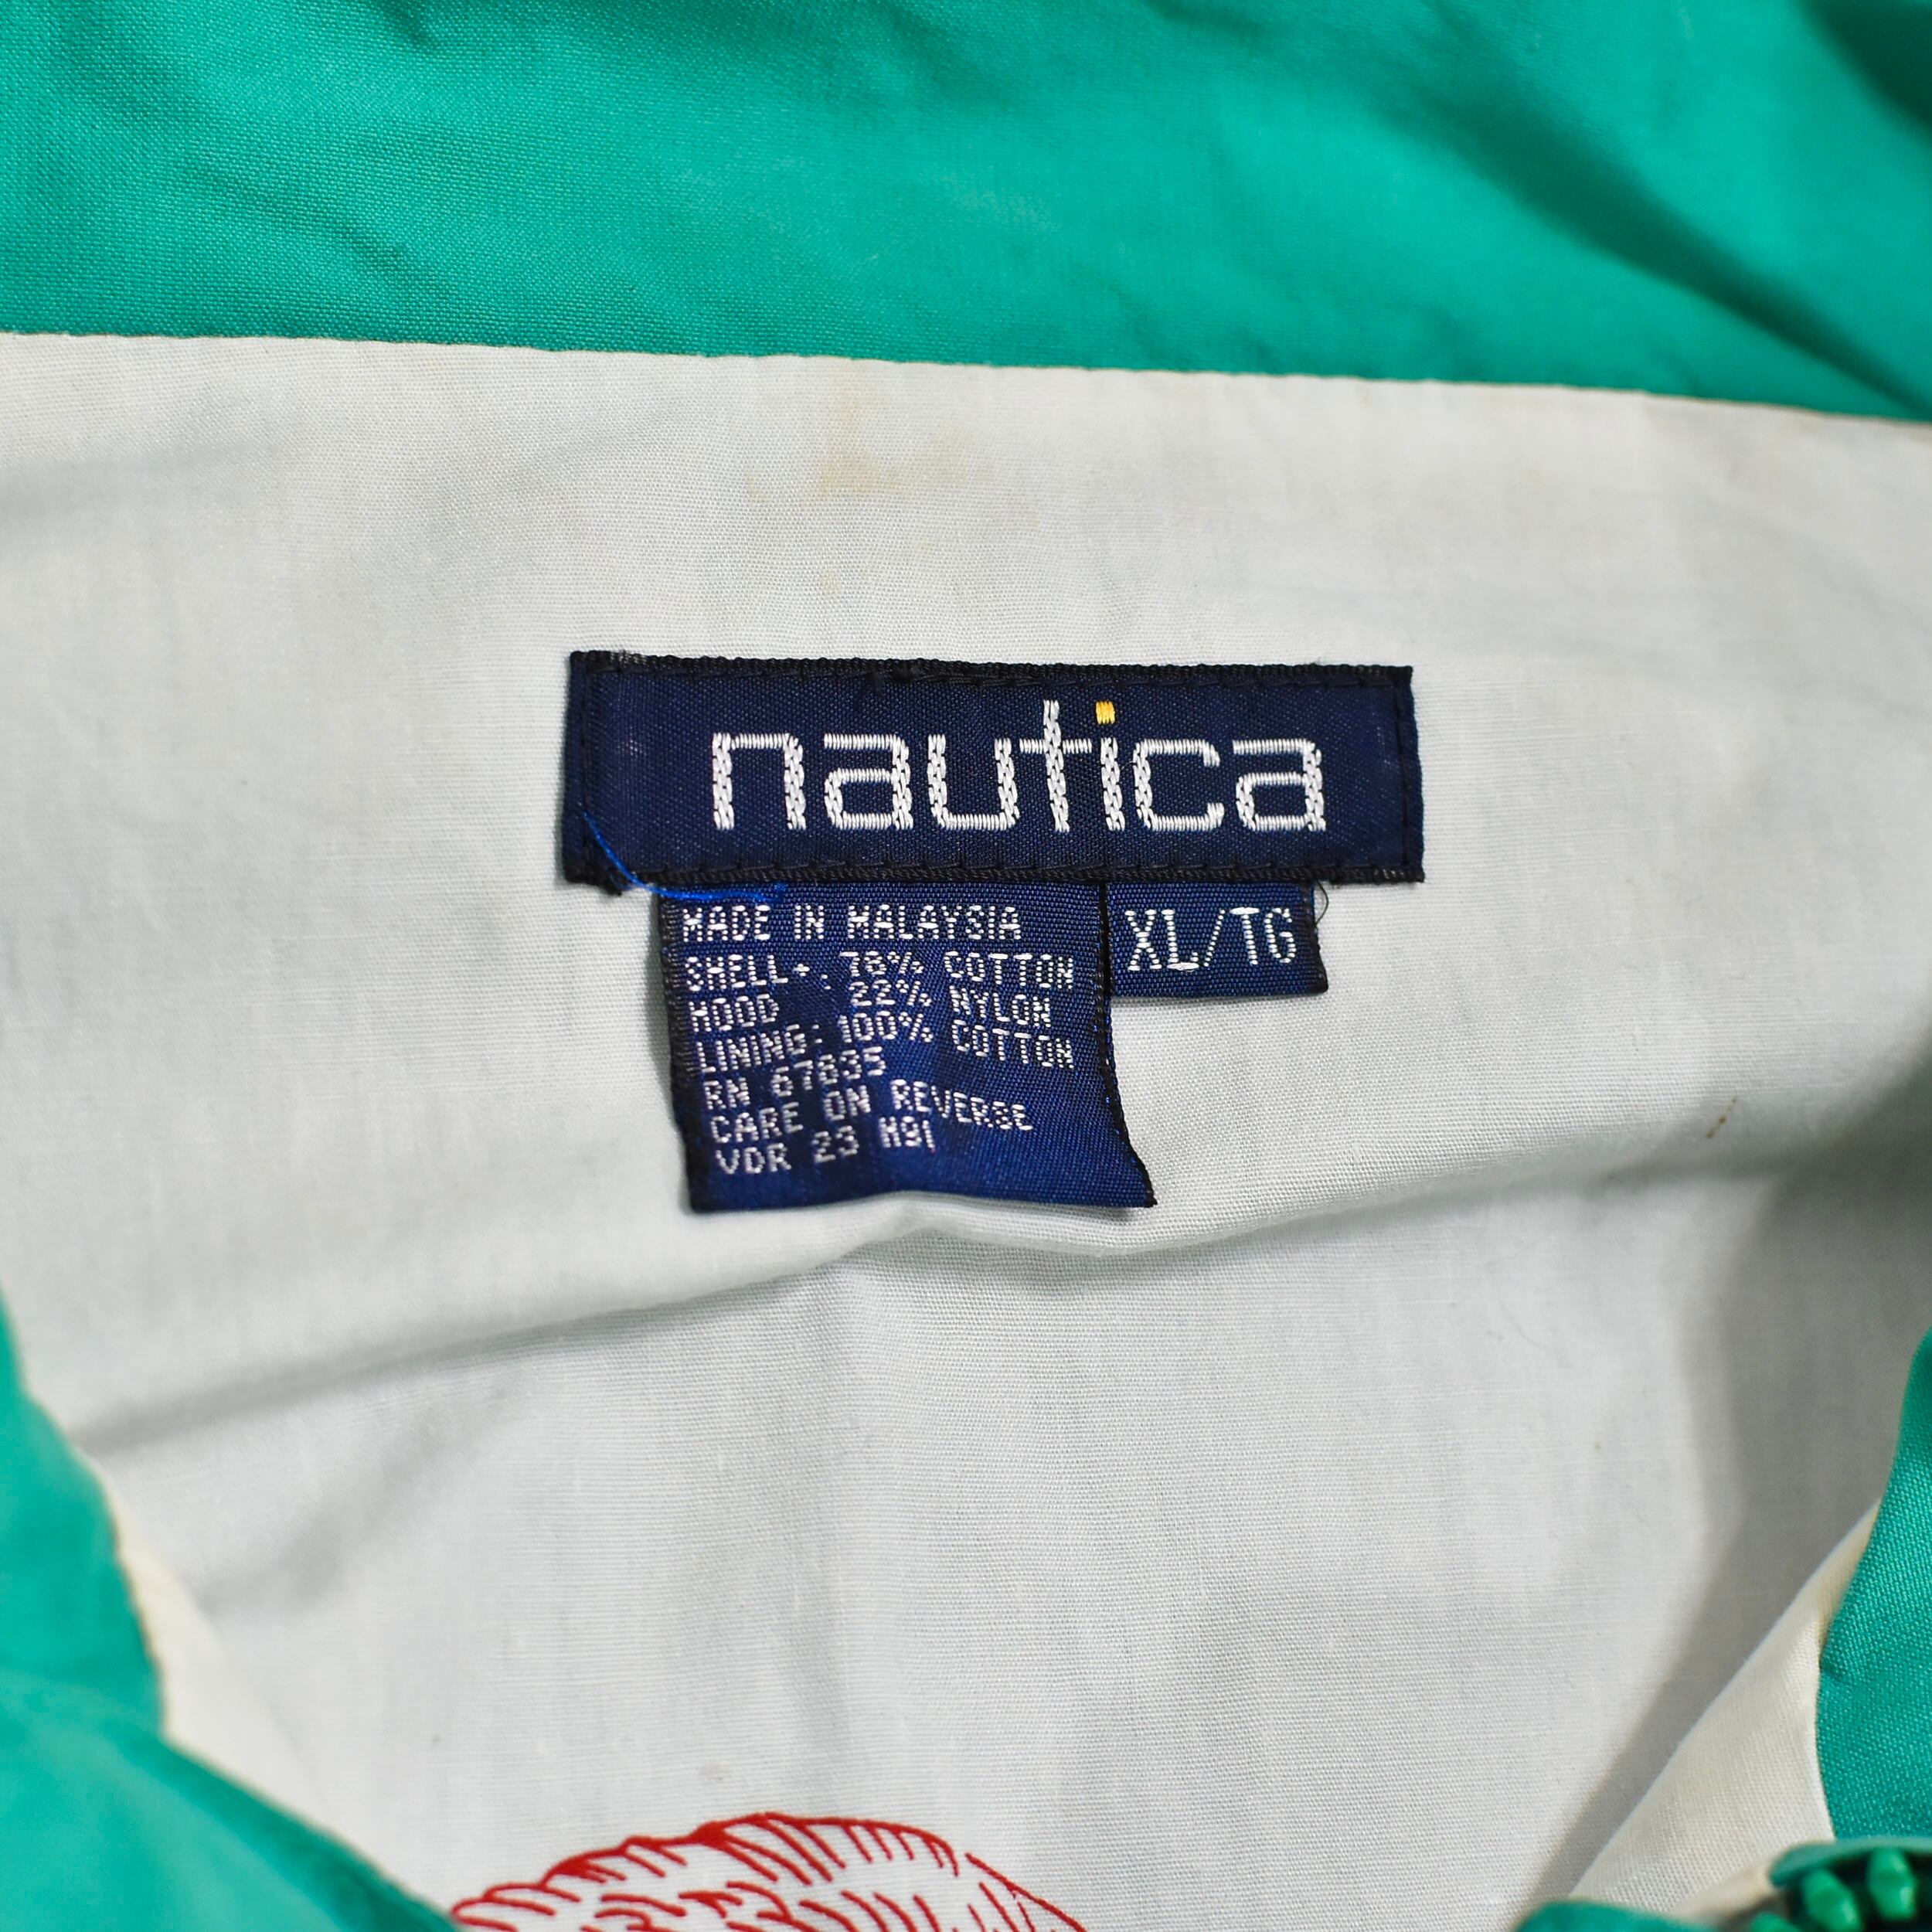 nautica
MADE IN MALAYSIA
XL/TG
SHELL+. 78% COTTON
HOOD 22% NYLON
LINING: 100% COTTON
RN 67835
CARE ON REVERSE
VDR 23 H91